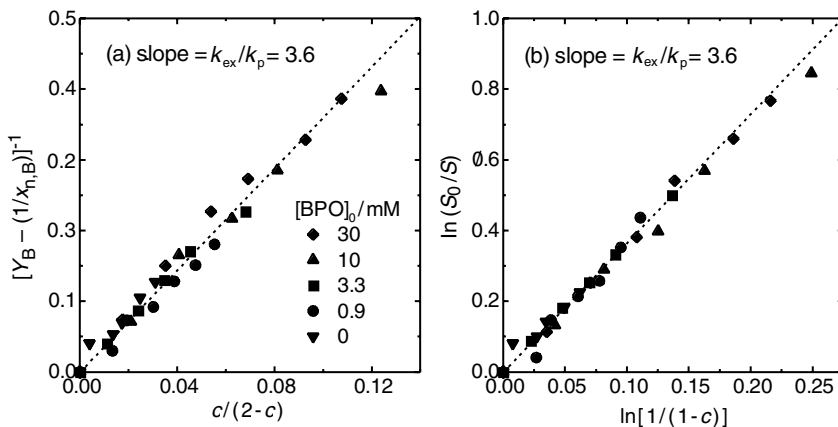 0.5
0.4
0.2
0.3
0.1
0.0
[Y_B – (1/x_n,B)]^-1
(a) slope = k_ex/k_p = 3.6
[BPO]_0/mM
30
10
3.3
0.9
0
0.00 0.04 0.08 0.12
c/(2-c)
1.0
0.8
0.6
0.4
0.2
0.0
ln (S_0/S)
(b) slope = k_ex/k_p = 3.6
0.00 0.05 0.10 0.15 0.20 0.25
ln[1/(1-c)]